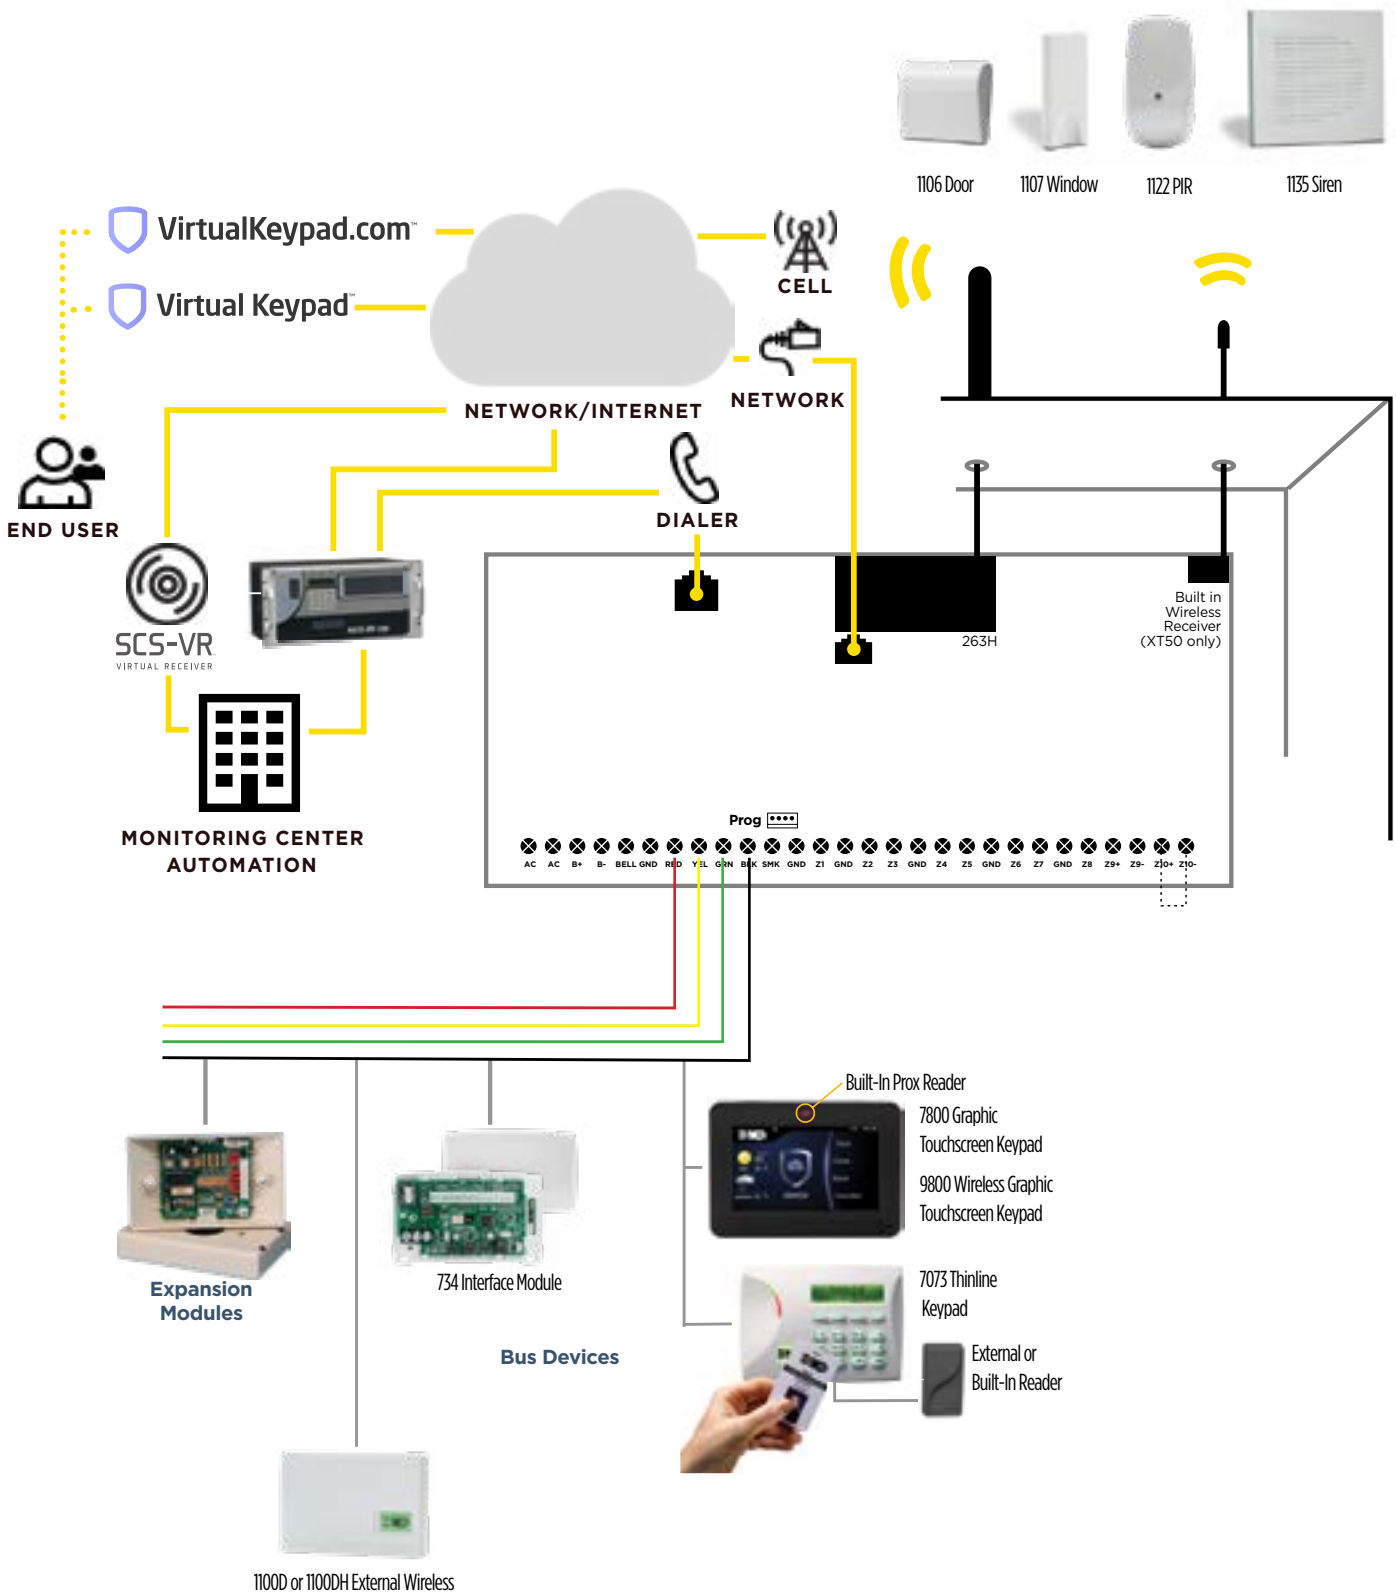 1106 Door
1107 Window
1122 PIR
1135 Siren
VirtualKeypad.com™
Virtual Keypad™
CELL
NETWORK
NETWORK/INTERNET
DIALER
END USER
SCS-VR
VIRTUAL RECEIVER
MONITORING CENTER
AUTOMATION
263H
Built in
Wireless
Receiver
(XT50 only)
Prog
AC AC B+ B- BELL GND RED YEL GRN BLK SMK GND Z1 GND Z2 Z3 GND Z4 Z5 GND Z6 Z7 GND Z8 Z9+ Z9- Z10+ Z10-
Built-In Prox Reader
7800 Graphic
Touchscreen Keypad
9800 Wireless Graphic
Touchscreen Keypad
Expansion
Modules
734 Interface Module
7073 Thinline
Keypad
Bus Devices
External or
Built-In Reader
1100D or 1100DH External Wireless